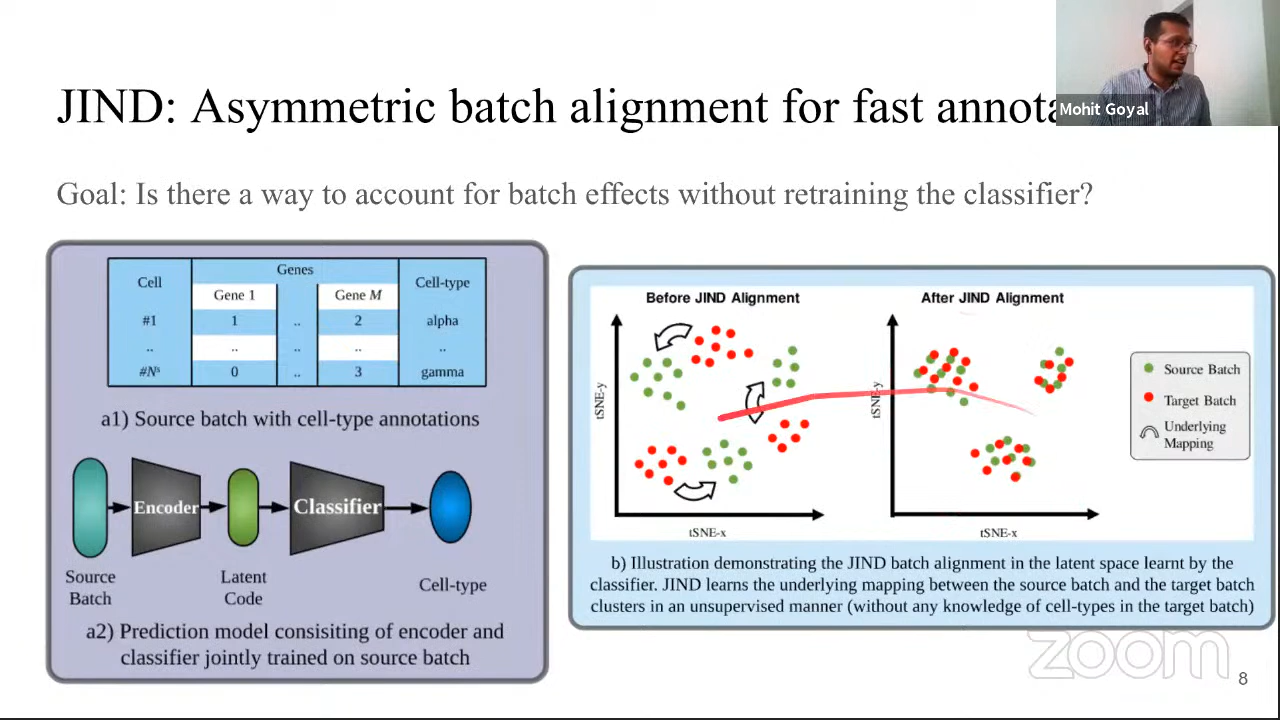 JIND: Asymmetric batch alignment for fast annota
Mohit Goyal
Goal: Is there a way to account for batch effects without retraining the classifier?
Cell
Genes
Cell-type
Gene 1
Gene M
#1
1
..
2
alpha
..
..
..
..
..
#Nˢ
0
..
3
gamma
a1) Source batch with cell-type annotations
Encoder
Classifier
Source
Batch
Latent
Code
Cell-type
a2) Prediction model consisiting of encoder and
classifier jointly trained on source batch
Before JIND Alignment
After JIND Alignment
tSNE-y
tSNE-x
tSNE-y
tSNE-x
Source Batch
Target Batch
Underlying
Mapping
b) Illustration demonstrating the JIND batch alignment in the latent space learnt by the
classifier. JIND learns the underlying mapping between the source batch and the target batch
clusters in an unsupervised manner (without any knowledge of cell-types in the target batch)
zoom
8